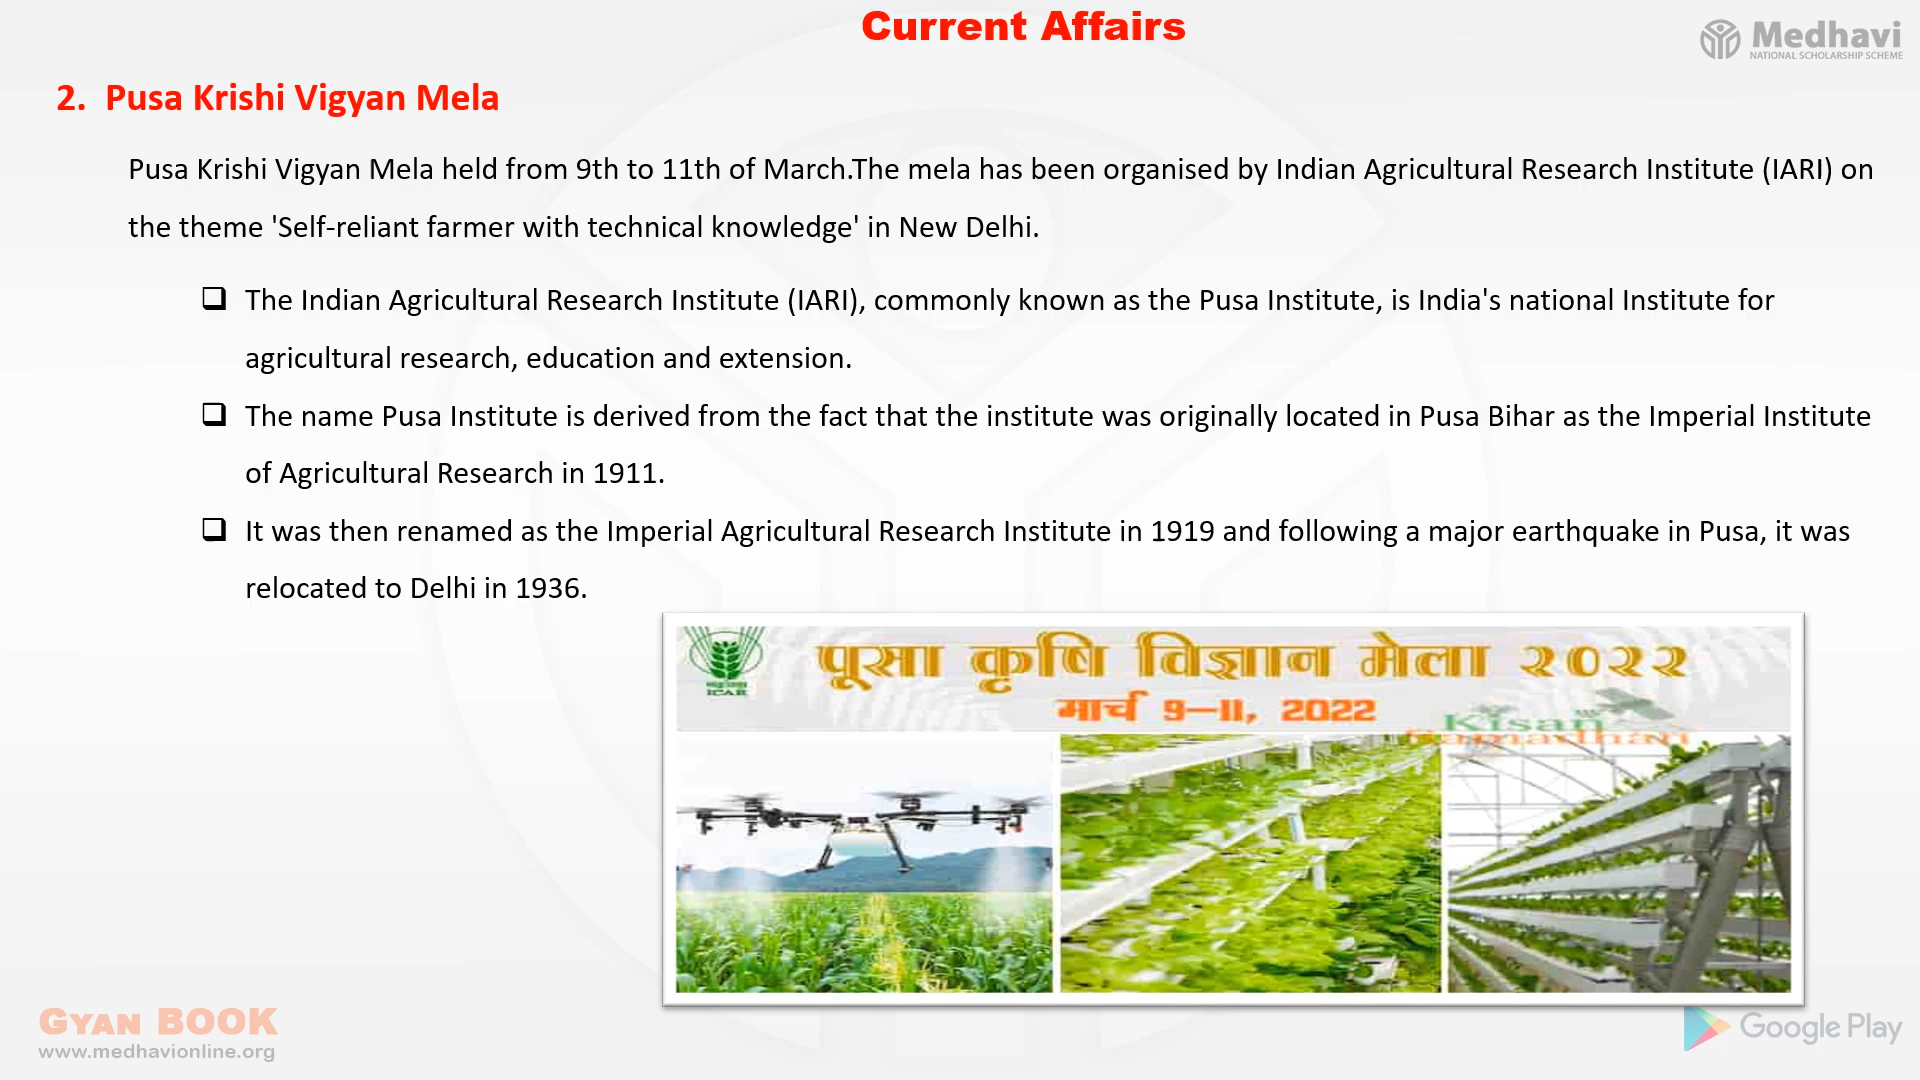 Current Affairs
Medhavi
NATIONAL SCHOLARSHIP SCHEME
2. Pusa Krishi Vigyan Mela
Pusa Krishi Vigyan Mela held from 9th to 11th of March.The mela has been organised by Indian Agricultural Research Institute (IARI) on
the theme 'Self-reliant farmer with technical knowledge' in New Delhi.
❑ The Indian Agricultural Research Institute (IARI), commonly known as the Pusa Institute, is India's national Institute for
agricultural research, education and extension.
❑ The name Pusa Institute is derived from the fact that the institute was originally located in Pusa Bihar as the Imperial Institute
of Agricultural Research in 1911.
❑ It was then renamed as the Imperial Agricultural Research Institute in 1919 and following a major earthquake in Pusa, it was
relocated to Delhi in 1936.
पूसा कृषि विज्ञान मेला २०२२
ICAR
मार्च 9–11, 2022
Kisan
Samadhan
GYAN BOOK
www.medhavionline.org
Google Play